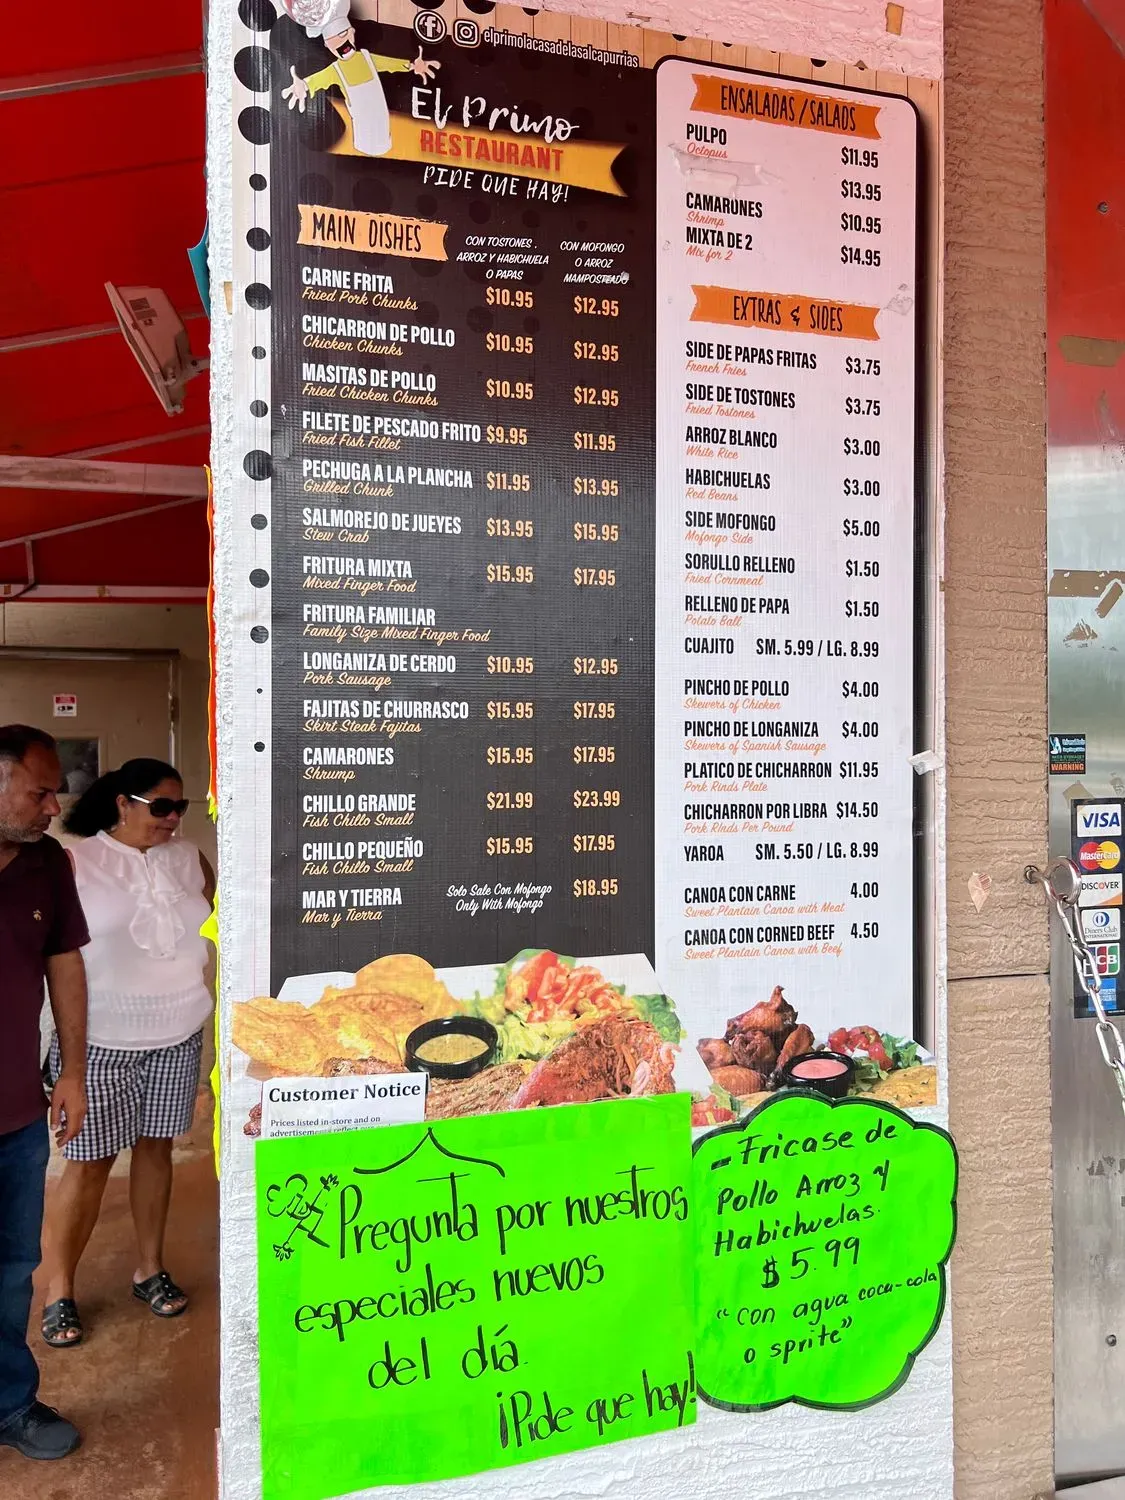 elprimolacasadelasalcapurrias
El Primo
RESTAURANT
PIDE QUE HAY!
MAIN DISHES
CON TOSTONES,
ARROZ Y HABICHUELA
O PAPAS
CON MOFONGO
O ARROZ
MAMPOSTEADO
CARNE FRITA $10.95 $12.95
Fried Pork Chunks
CHICARRON DE POLLO $10.95 $12.95
Chicken Chunks
MASITAS DE POLLO $10.95 $12.95
Fried Chicken Chunks
FILETE DE PESCADO FRITO $9.95 $11.95
Fried Fish Fillet
PECHUGA A LA PLANCHA $11.95 $13.95
Grilled Chunk
SALMOREJO DE JUEYES $13.95 $15.95
Stew Crab
FRITURA MIXTA $15.95 $17.95
Mixed Finger Food
FRITURA FAMILIAR
Family Size Mixed Finger Food
LONGANIZA DE CERDO $10.95 $12.95
Pork Sausage
FAJITAS DE CHURRASCO $15.95 $17.95
Skirt Steak Fajitas
CAMARONES $15.95 $17.95
Shrump
CHILLO GRANDE $21.99 $23.99
Fish Chillo Small
CHILLO PEQUEÑO $15.95 $17.95
Fish Chillo Small
MAR Y TIERRA Solo Sale Con Mofongo $18.95
Mar y Tierra Only With Mofongo
ENSALADAS / SALADS
PULPO $11.95
Octopus
$13.95
CAMARONES $10.95
Shrimp
MIXTA DE 2 $14.95
Mix for 2
EXTRAS & SIDES
SIDE DE PAPAS FRITAS $3.75
French Fries
SIDE DE TOSTONES $3.75
Fried Tostones
ARROZ BLANCO $3.00
White Rice
HABICHUELAS $3.00
Red Beans
SIDE MOFONGO $5.00
Mofongo Side
SORULLO RELLENO $1.50
Fried Cornmeal
RELLENO DE PAPA $1.50
Potato Ball
CUAJITO SM. 5.99 / LG. 8.99
PINCHO DE POLLO $4.00
Skewers of Chicken
PINCHO DE LONGANIZA $4.00
Skewers of Spanish Sausage
PLATICO DE CHICHARRON $11.95
Pork Rinds Plate
CHICHARRON POR LIBRA $14.50
Pork RInds Per Pound
YAROA SM. 5.50 / LG. 8.99
CANOA CON CARNE 4.00
Sweet Plantain Canoa with Meat
CANOA CON CORNED BEEF 4.50
Sweet Plantain Canoa with Beef
Customer Notice
Prices listed in-store and on
Pregunta por nuestros
especiales nuevos
del día.
¡Pide que hay!
- Fricase de
Pollo Arroz y
Habichuelas.
$5.99
"con agua coca-cola
o sprite"
WARNING
VISA
MasterCard
DISCOVER
Diners Club
INTERNATIONAL
JCB